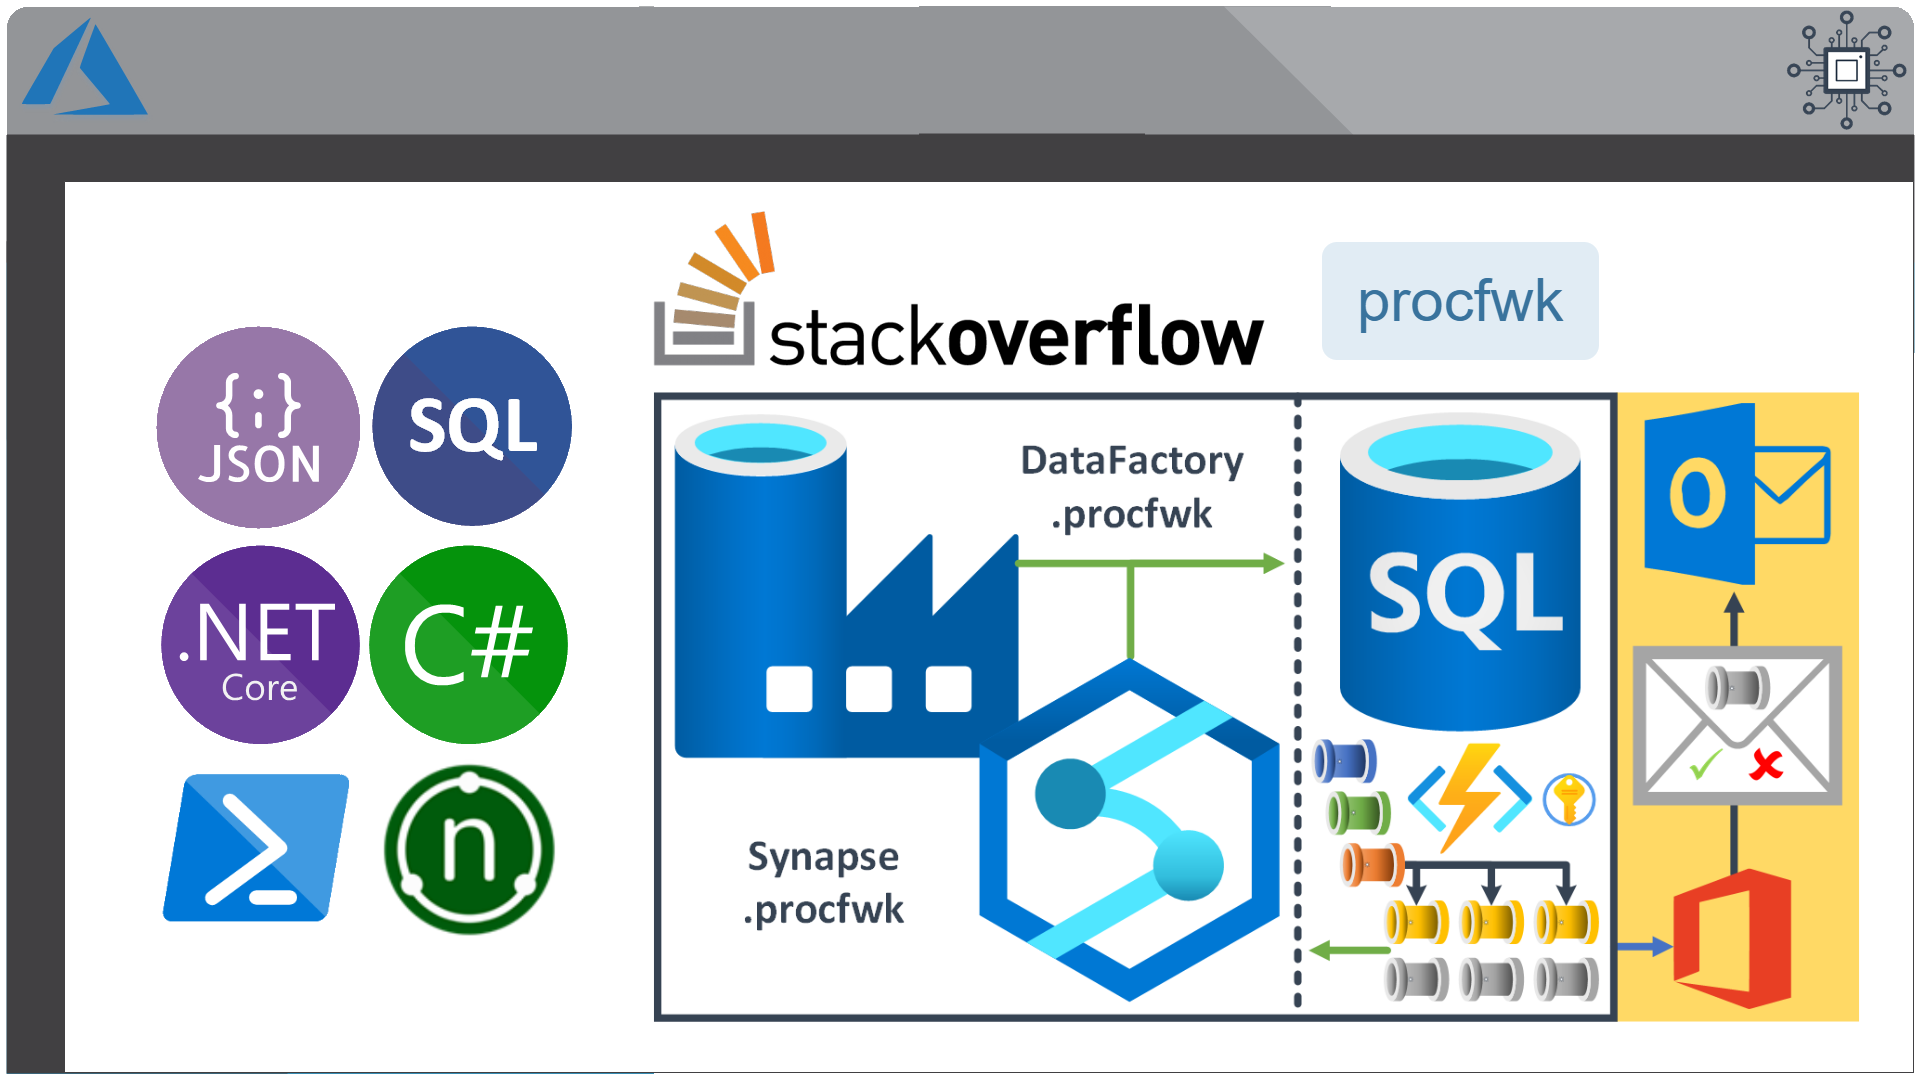 stackoverflow
procfwk
{;}
JSON
SQL
.NET
Core
C#
n
DataFactory
.procfwk
Synapse
.procfwk
SQL